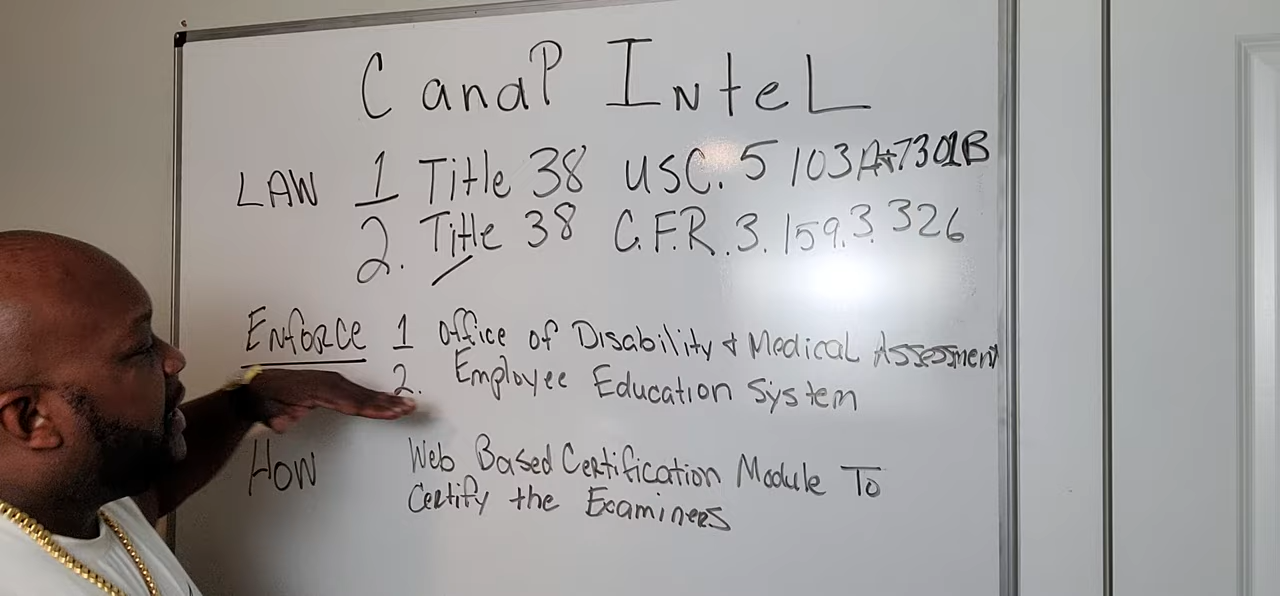 C and P Intel
LAW 1 Title 38 USC. 5103A+7301B
2. Title 38 C.F.R. 3.159. 3.326
Enforce 1 Office of Disability & Medical Assessment
2. Employee Education System
How Web Based Certification Module To
Certify the Examiners